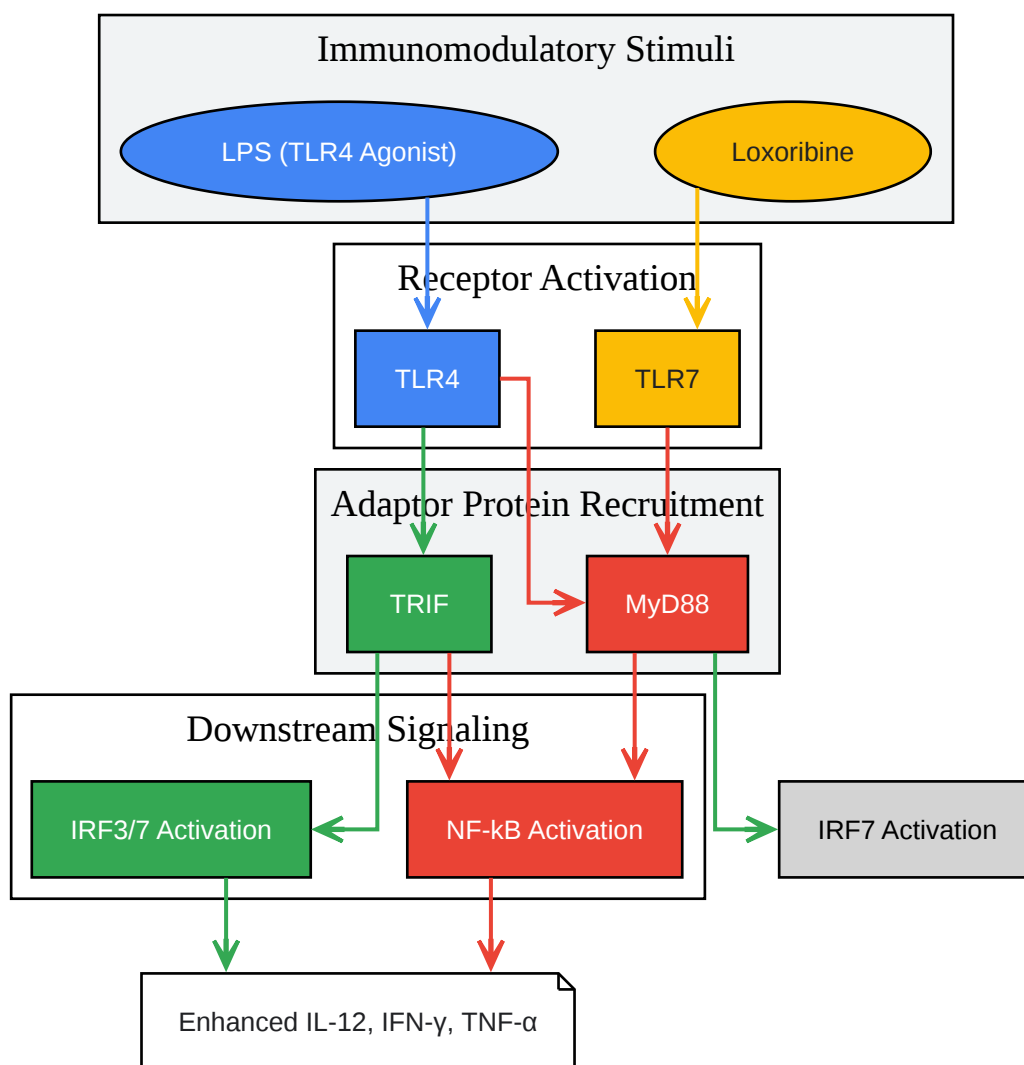 Immunomodulatory Stimuli
LPS (TLR4 Agonist)
Loxoribine
Receptor Activation
TLR4
TLR7
Adaptor Protein Recruitment
TRIF
MyD88
Downstream Signaling
IRF3/7 Activation
NF-kB Activation
IRF7 Activation
Enhanced IL-12, IFN-γ, TNF-α